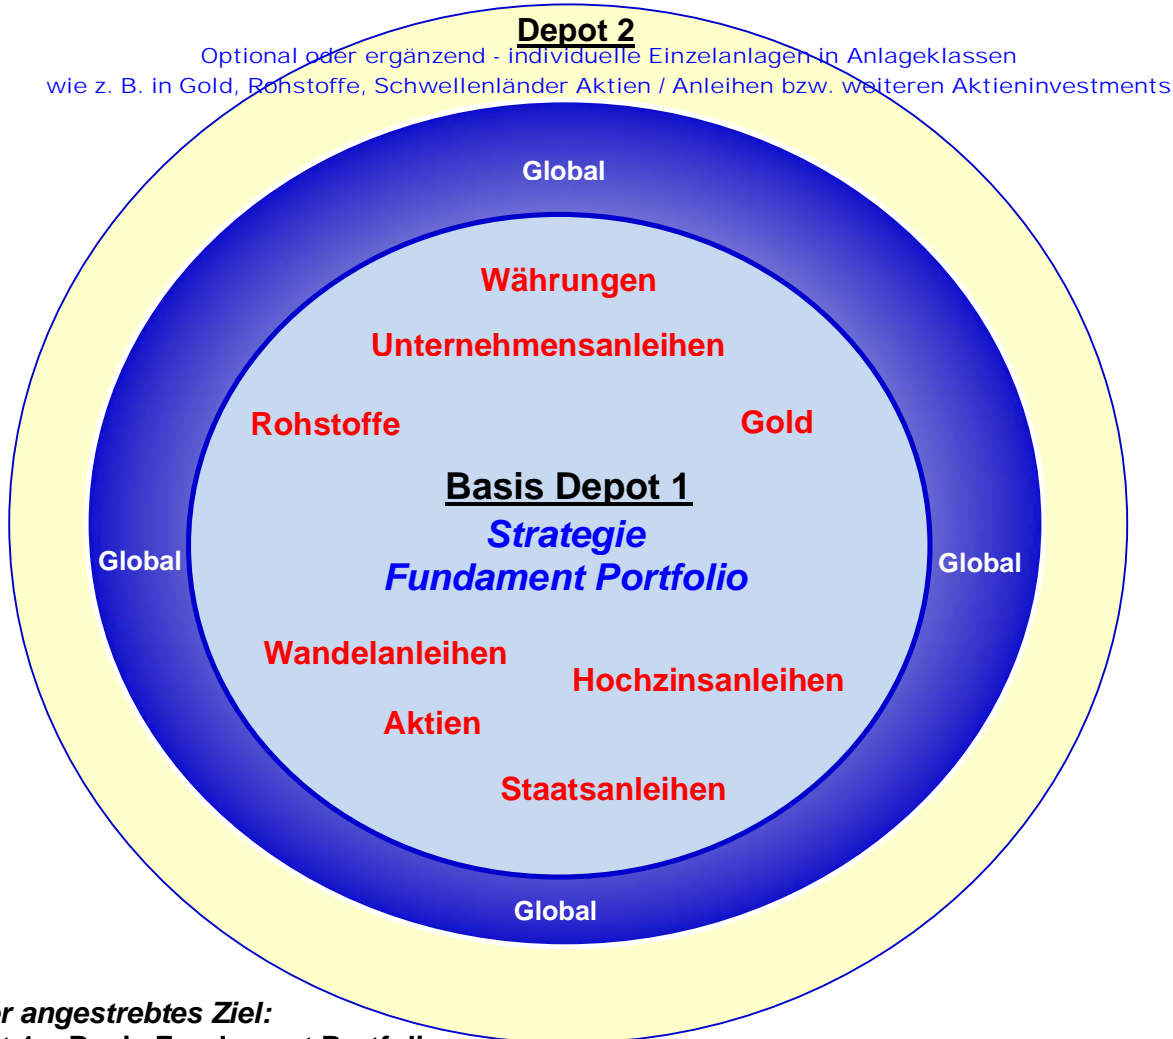 Depot 2
Optional oder ergänzend - individuelle Einzelanlagen in Anlageklassen
wie z. B. in Gold, Rohstoffe, Schwellenländer Aktien / Anleihen bzw. weiteren Aktieninvestments
Global
Währungen
Unternehmensanleihen
Rohstoffe Gold
Basis Depot 1
Strategie
Fundament Portfolio
Global Global
Wandelanleihen
Hochzinsanleihen
Aktien
Staatsanleihen
Global
angestrebtes Ziel: